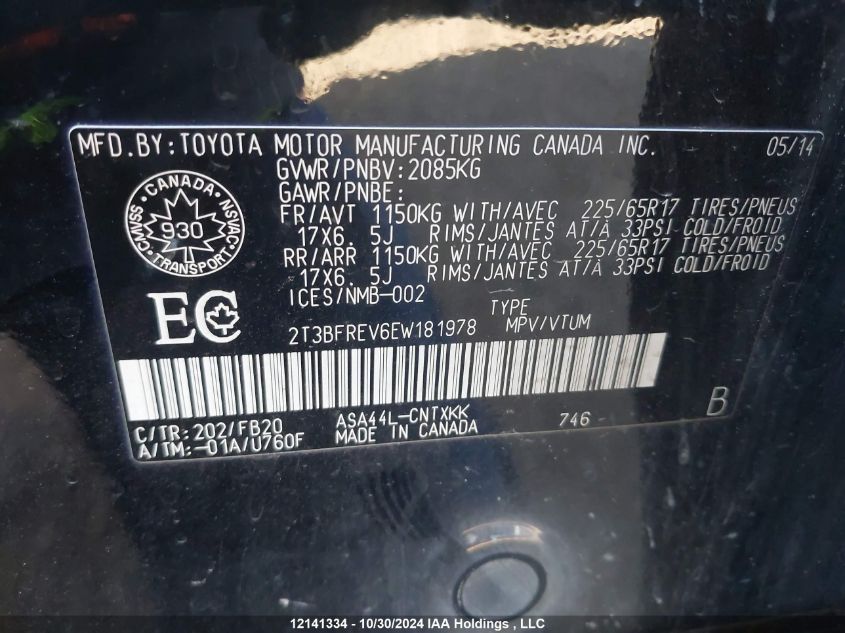 MFD.BY:TOYOTA MOTOR MANUFACTURING CANADA INC. 05/14
GVWR/PNBV:2085KG
GAWR/PNBE:
FR/AVT 1150KG WITH/AVEC 225/65R17 TIRES/PNEUS
17X6. 5J RIMS/JANTES AT/À 33PSI COLD/FROID
RR/ARR 1150KG WITH/AVEC 225/65R17 TIRES/PNEUS
17X6. 5J RIMS/JANTES AT/À 33PSI COLD/FROID
ICES/NMB-002
CANADA
CMVSS
NSVAC
930
TRANSPORT
EC
TYPE
2T3BFREV6EW181978 MPV/VTUM
B
C/TR:202/FB20 ASA44L-CNTXKK 746-
A/TM:-01A/U760F MADE IN CANADA
12141334 - 10/30/2024 IAA Holdings , LLC